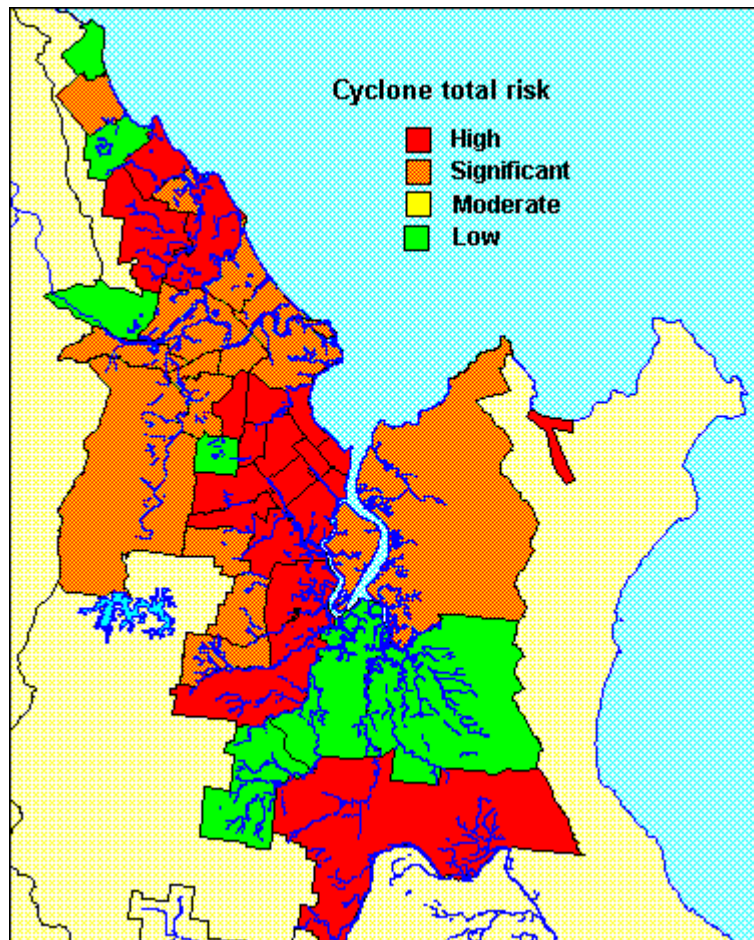 Cyclone total risk
High
Significant
Moderate
Low